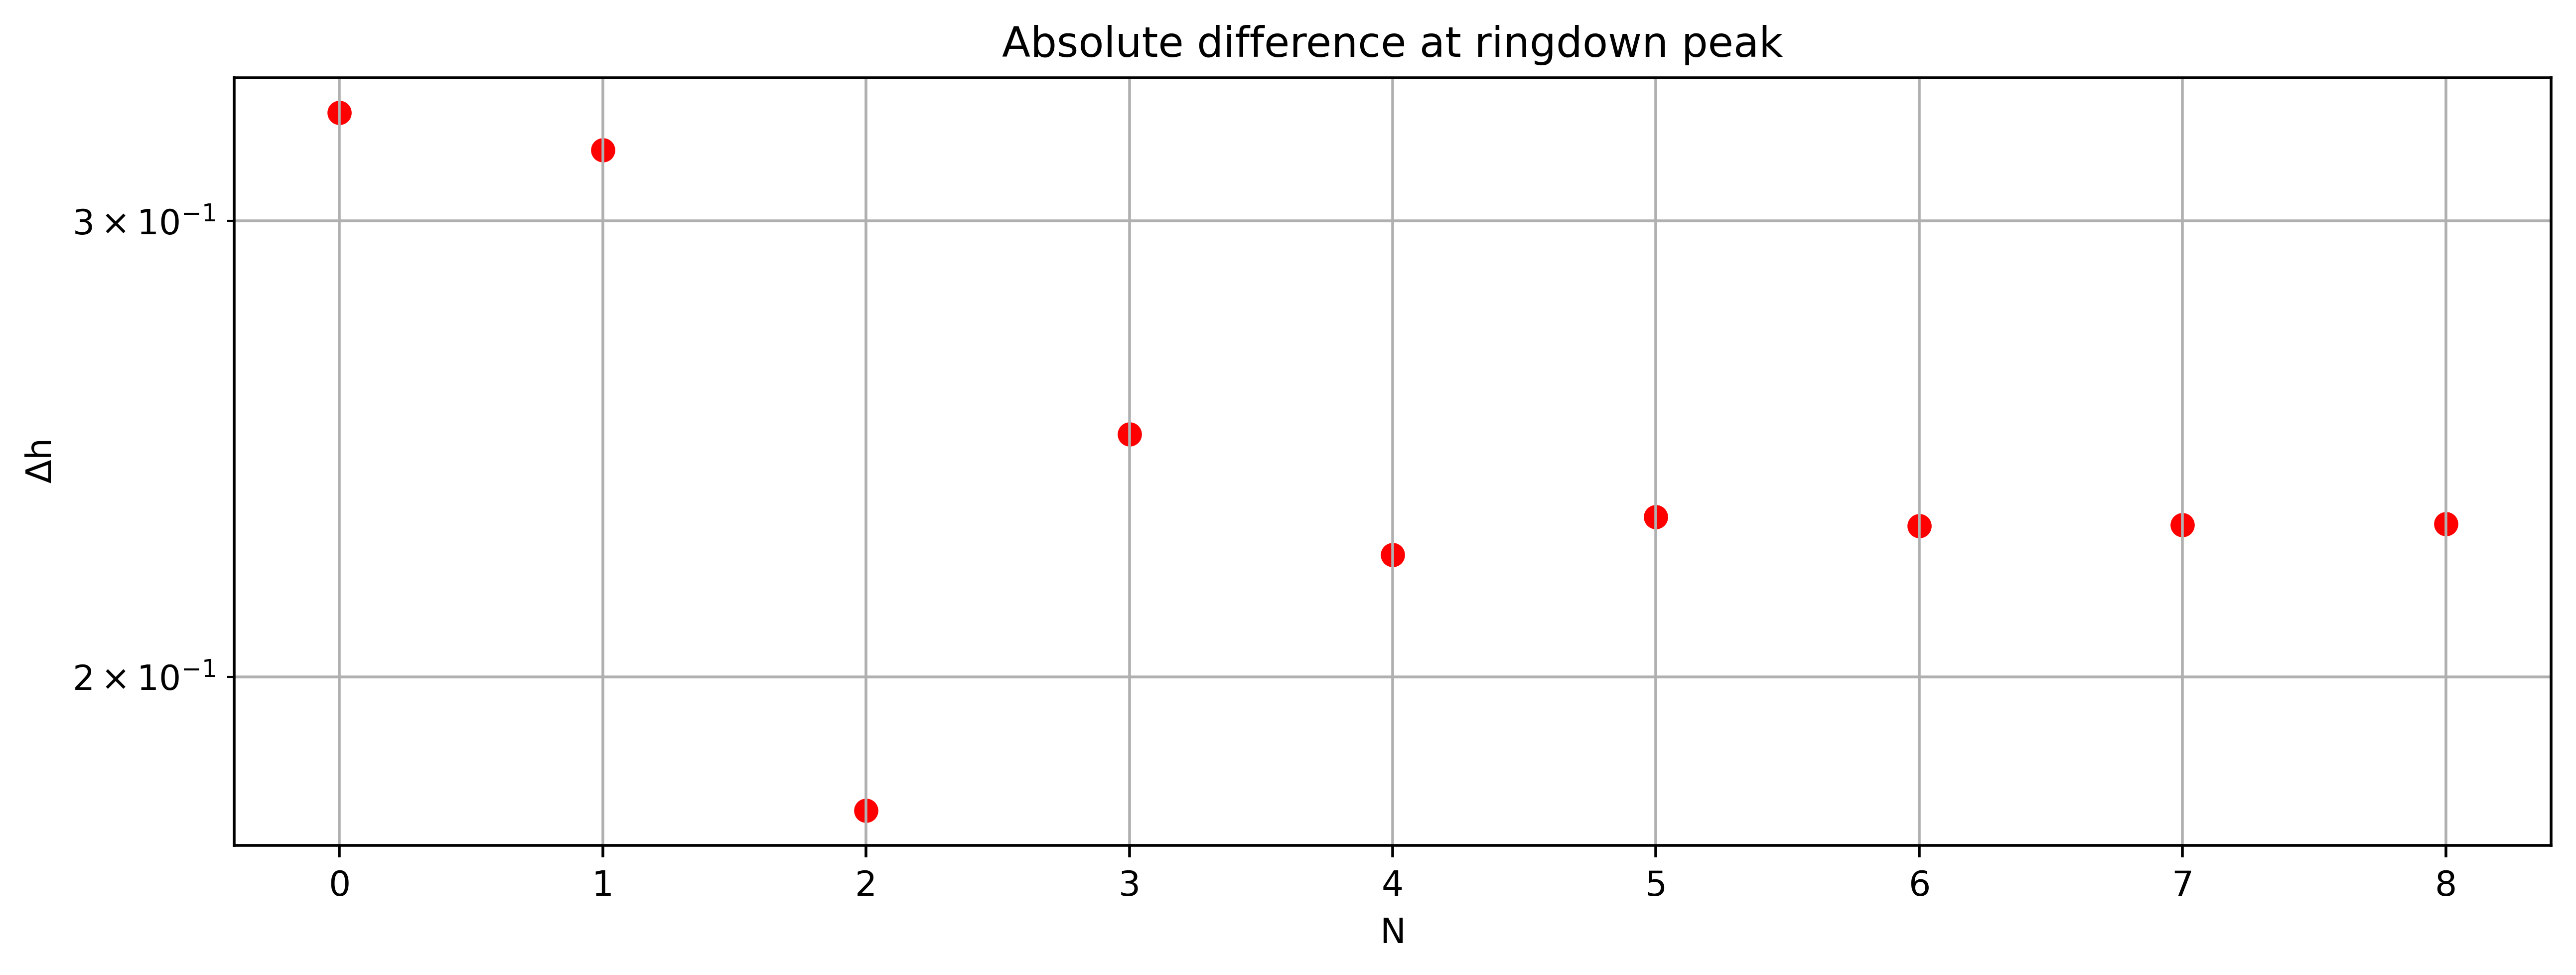 Absolute difference at ringdown peak
3 × 10⁻¹
Δh
2 × 10⁻¹
0 1 2 3 4 5 6 7 8
N